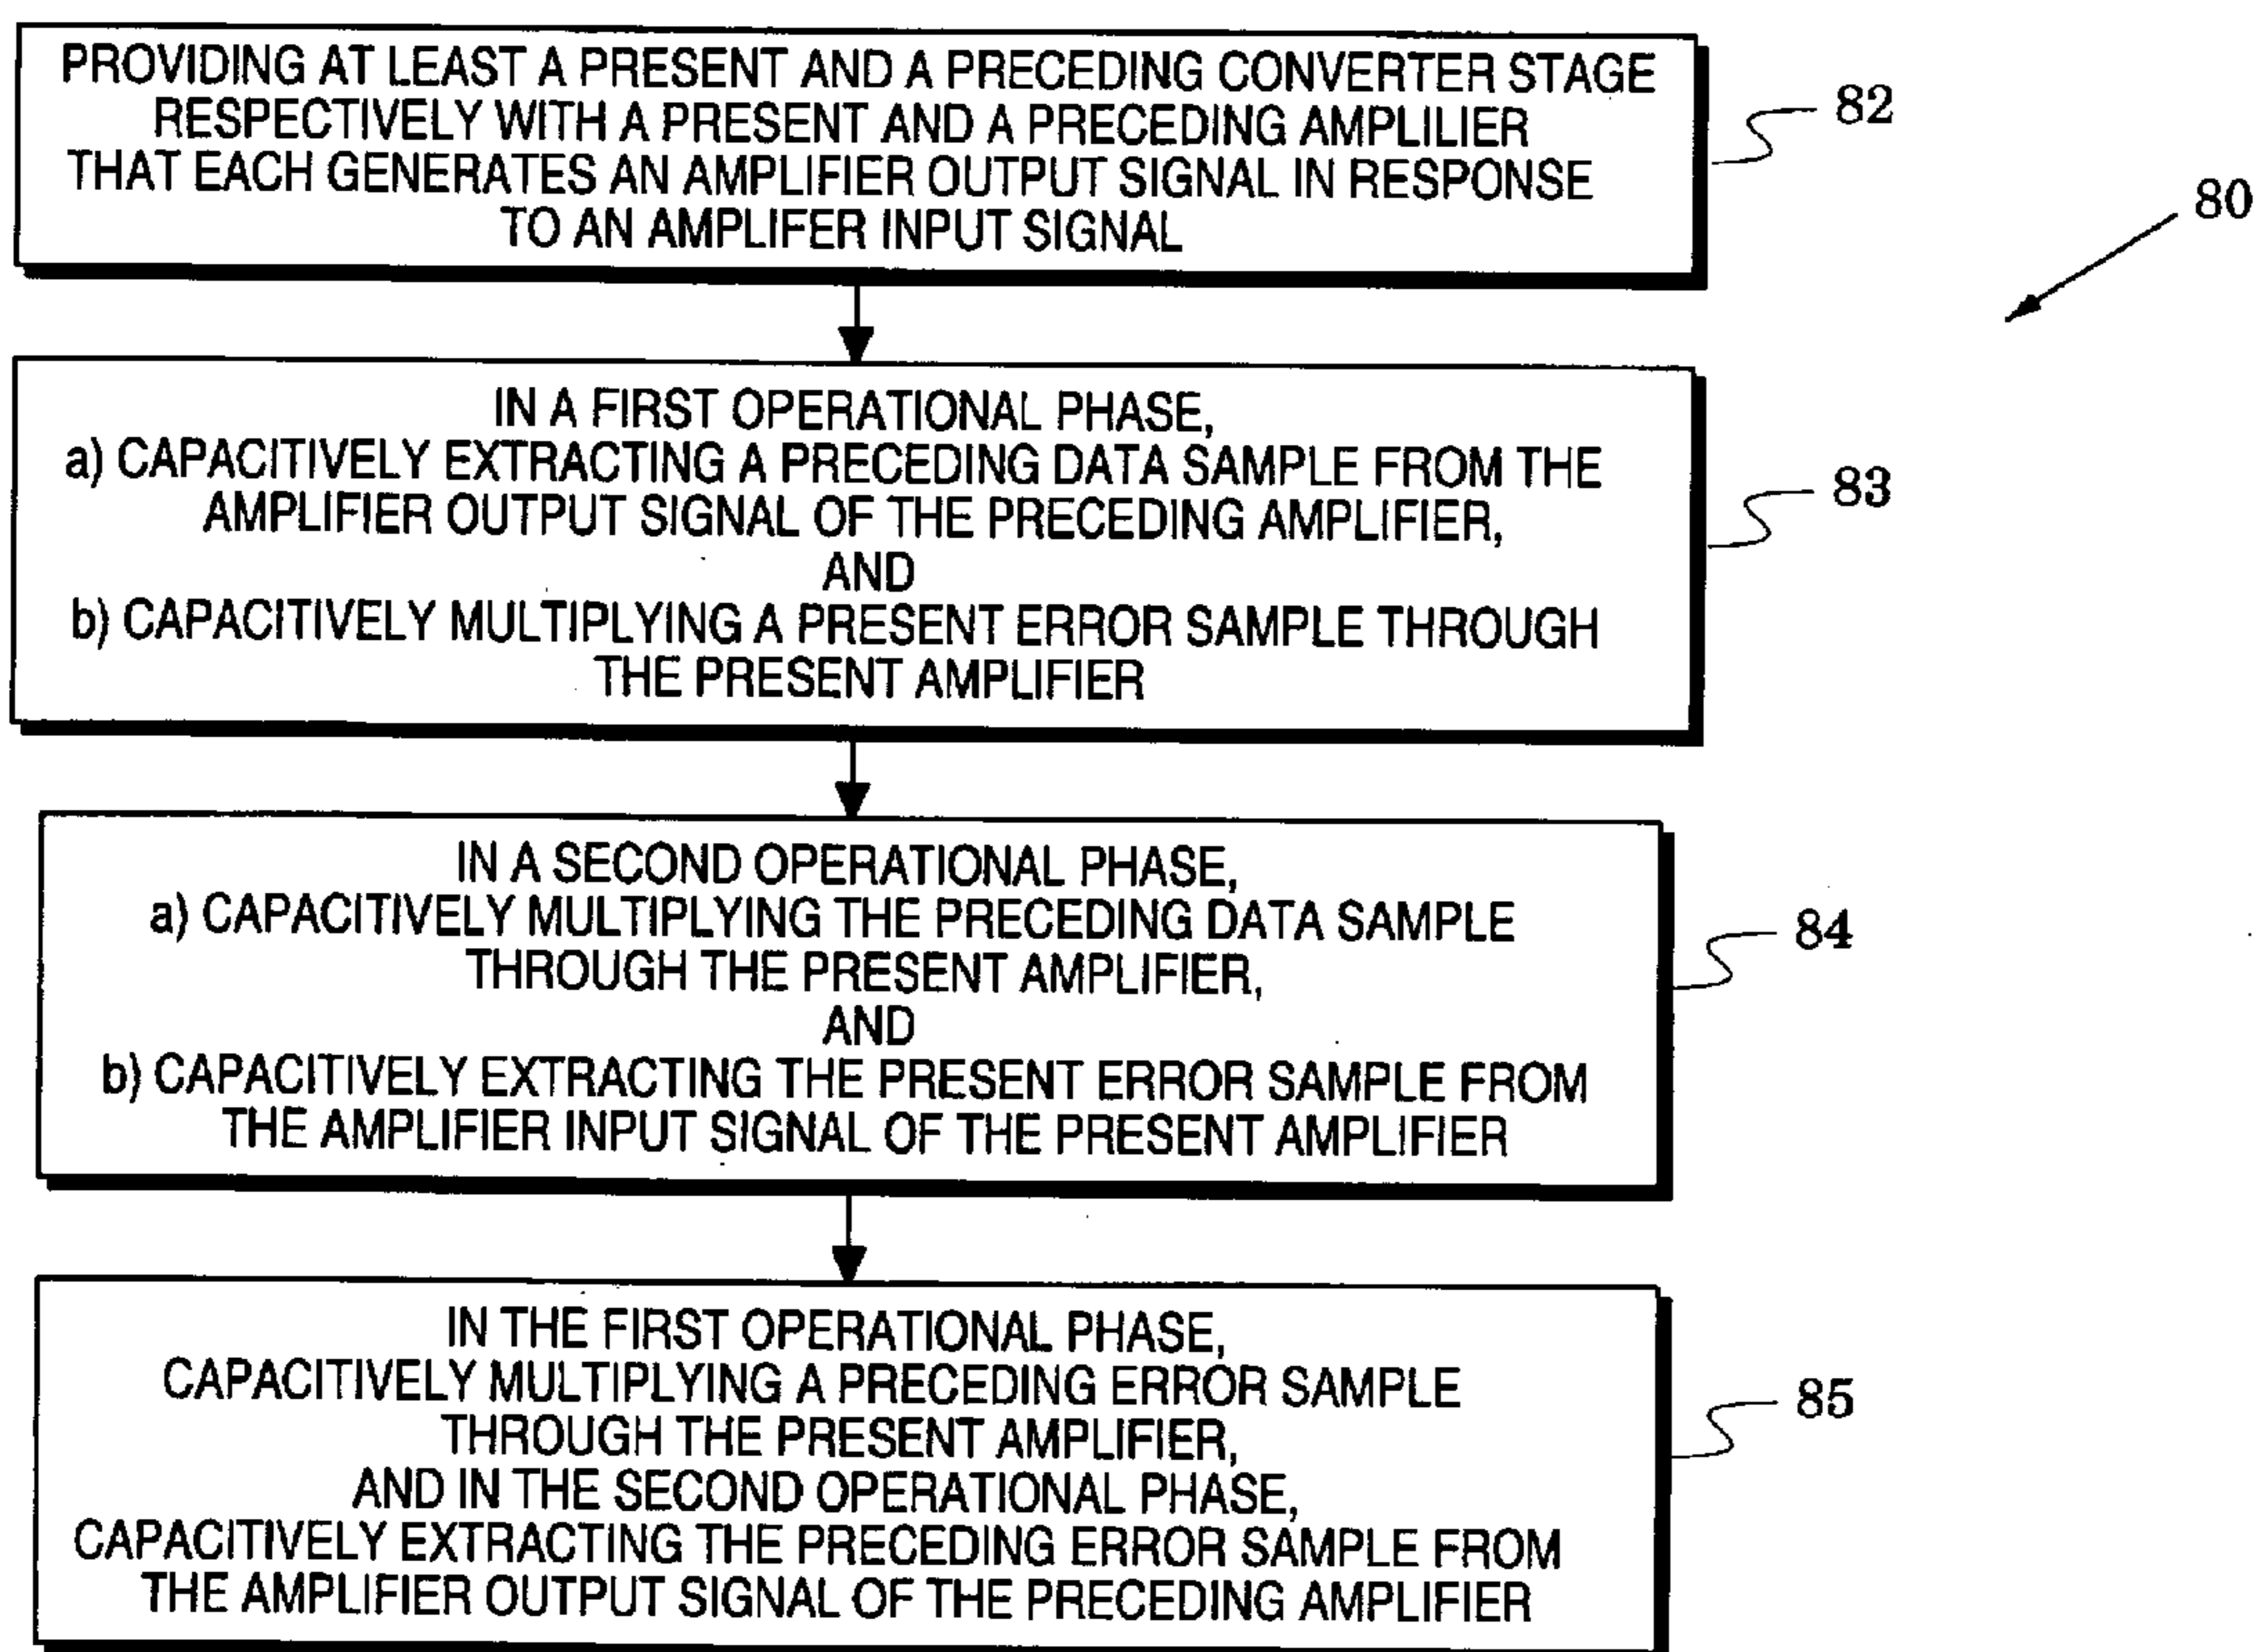 PROVIDING AT LEAST A PRESENT AND A PRECEDING CONVERTER STAGE
RESPECTIVELY WITH A PRESENT AND A PRECEDING AMPLILIER
THAT EACH GENERATES AN AMPLIFIER OUTPUT SIGNAL IN RESPONSE
TO AN AMPLIFER INPUT SIGNAL
82
80
IN A FIRST OPERATIONAL PHASE,
a) CAPACITIVELY EXTRACTING A PRECEDING DATA SAMPLE FROM THE
AMPLIFIER OUTPUT SIGNAL OF THE PRECEDING AMPLIFIER,
AND
b) CAPACITIVELY MULTIPLYING A PRESENT ERROR SAMPLE THROUGH
THE PRESENT AMPLIFIER
83
IN A SECOND OPERATIONAL PHASE,
a) CAPACITIVELY MULTIPLYING THE PRECEDING DATA SAMPLE
THROUGH THE PRESENT AMPLIFIER,
AND
b) CAPACITIVELY EXTRACTING THE PRESENT ERROR SAMPLE FROM
THE AMPLIFIER INPUT SIGNAL OF THE PRESENT AMPLIFIER
84
IN THE FIRST OPERATIONAL PHASE,
CAPACITIVELY MULTIPLYING A PRECEDING ERROR SAMPLE
THROUGH THE PRESENT AMPLIFIER,
AND IN THE SECOND OPERATIONAL PHASE,
CAPACITIVELY EXTRACTING THE PRECEDING ERROR SAMPLE FROM
THE AMPLIFIER OUTPUT SIGNAL OF THE PRECEDING AMPLIFIER
85